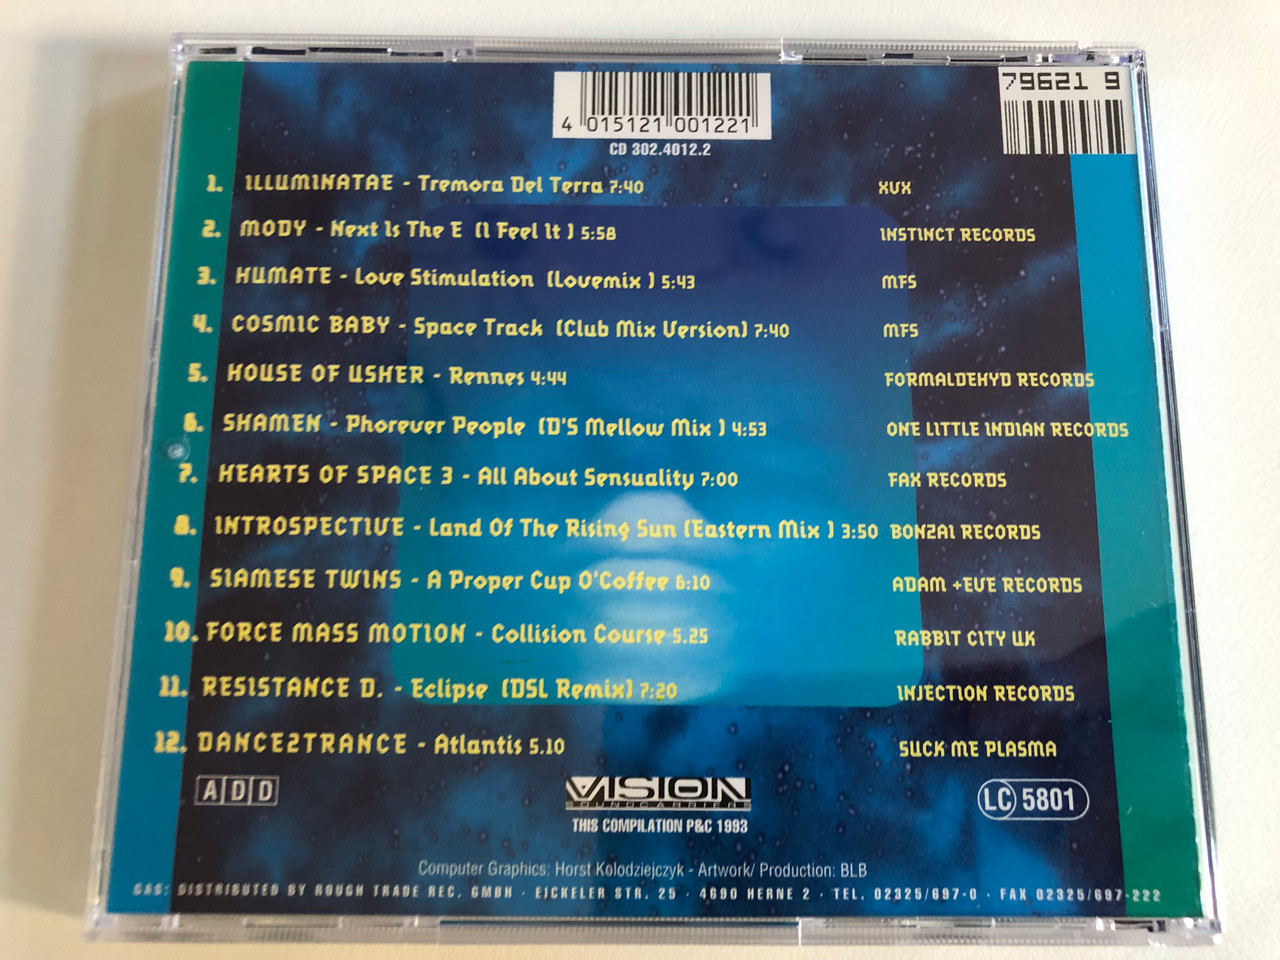 79621 9
4 015121 001221
CD 302.4012.2
1. ILLUMINATAE - Tremora Del Terra 7:40 XVX
2. MODY - Next Is The E (I Feel It ) 5:58 INSTINCT RECORDS
3. HUMATE - Love Stimulation (Lovemix ) 5:43 MFS
4. COSMIC BABY - Space Track (Club Mix Version) 7:40 MFS
5. HOUSE OF USHER - Rennes 4:44 FORMALDEHYD RECORDS
6. SHAMEN - Phorever People (D'S Mellow Mix ) 4:53 ONE LITTLE INDIAN RECORDS
7. HEARTS OF SPACE 3 - All About Sensuality 7:00 FAX RECORDS
8. INTROSPECTIVE - Land Of The Rising Sun (Eastern Mix ) 3:50 BONZAI RECORDS
9. SIAMESE TWINS - A Proper Cup O'Coffee 6:10 ADAM +EVE RECORDS
10. FORCE MASS MOTION - Collision Course 5.25 RABBIT CITY UK
11. RESISTANCE D. - Eclipse (DSL Remix) 7:20 INJECTION RECORDS
12. DANCE2TRANCE - Atlantis 5.10 SUCK ME PLASMA
ADD
VISION
SOUNDCARRIERS
LC 5801
THIS COMPILATION P&C 1993
Computer Graphics: Horst Kolodziejczyk - Artwork/ Production: BLB
GAS: DISTRIBUTED BY ROUGH TRADE REC. GMBH · EICKELER STR. 25 · 4690 HERNE 2 · TEL. 02325/697-0 · FAX 02325/697-222